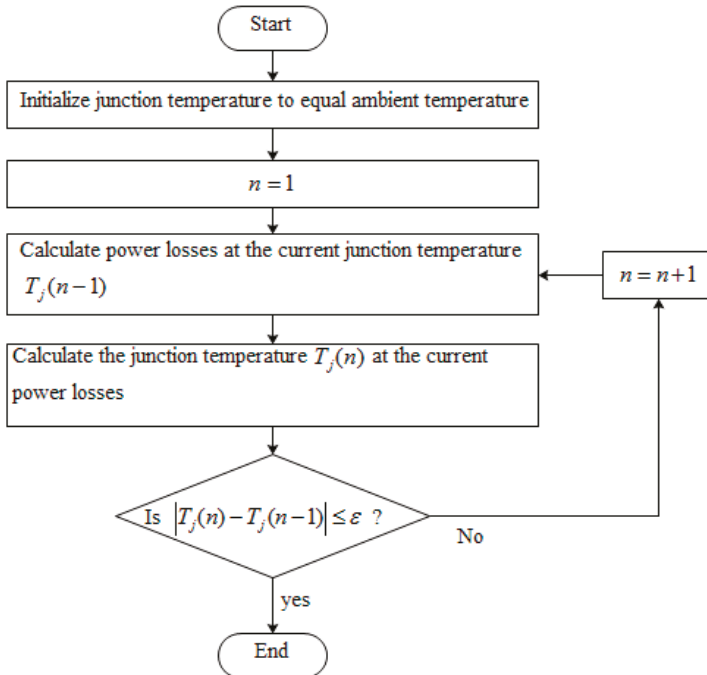 Start
Initialize junction temperature to equal ambient temperature
n = 1
Calculate power losses at the current junction temperature
T_j(n−1)
n = n+1
Calculate the junction temperature T_j(n) at the current
power losses
Is |T_j(n)−T_j(n−1)| ≤ ε ?
No
yes
End